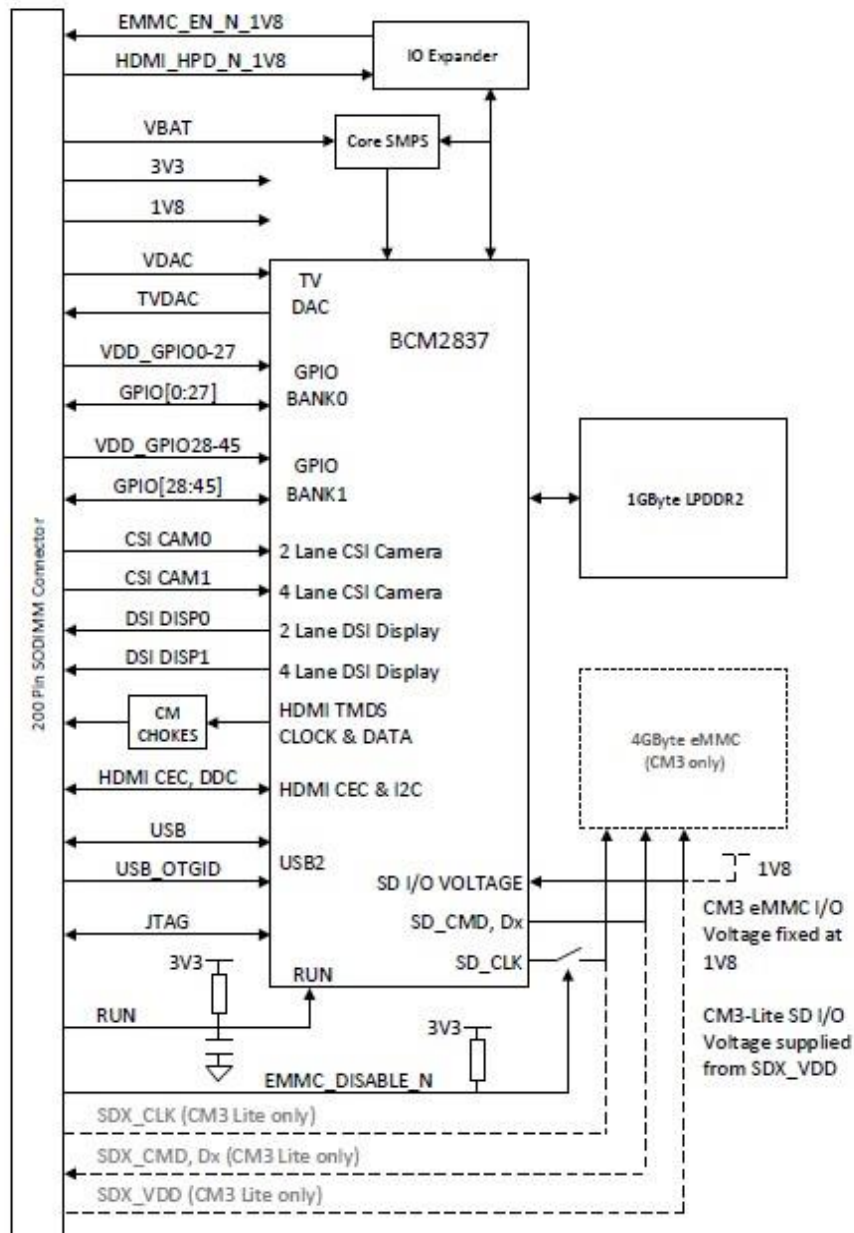 EMMC_EN_N_1V8
IO Expander
HDMI_HPD_N_1V8
VBAT
Core SMPS
3V3
1V8
VDAC
TV
DAC
TVDAC
BCM2837
VDD_GPIO0-27
GPIO
BANK0
GPIO[0:27]
VDD_GPIO28-45
GPIO
BANK1
GPIO[28:45]
1GByte LPDDR2
200 Pin SODIMM Connector
CSI CAM0
2 Lane CSI Camera
CSI CAM1
4 Lane CSI Camera
DSI DISP0
2 Lane DSI Display
DSI DISP1
4 Lane DSI Display
CM
CHOKES
HDMI TMDS
CLOCK & DATA
4GByte eMMC
(CM3 only)
HDMI CEC, DDC
HDMI CEC & I2C
USB
USB2
USB_OTGID
SD I/O VOLTAGE
1V8
SD_CMD, Dx
CM3 eMMC I/O
Voltage fixed at
1V8
JTAG
SD_CLK
3V3
RUN
RUN
3V3
CM3-Lite SD I/O
Voltage supplied
from SDX_VDD
EMMC_DISABLE_N
SDX_CLK (CM3 Lite only)
SDX_CMD, Dx (CM3 Lite only)
SDX_VDD (CM3 Lite only)